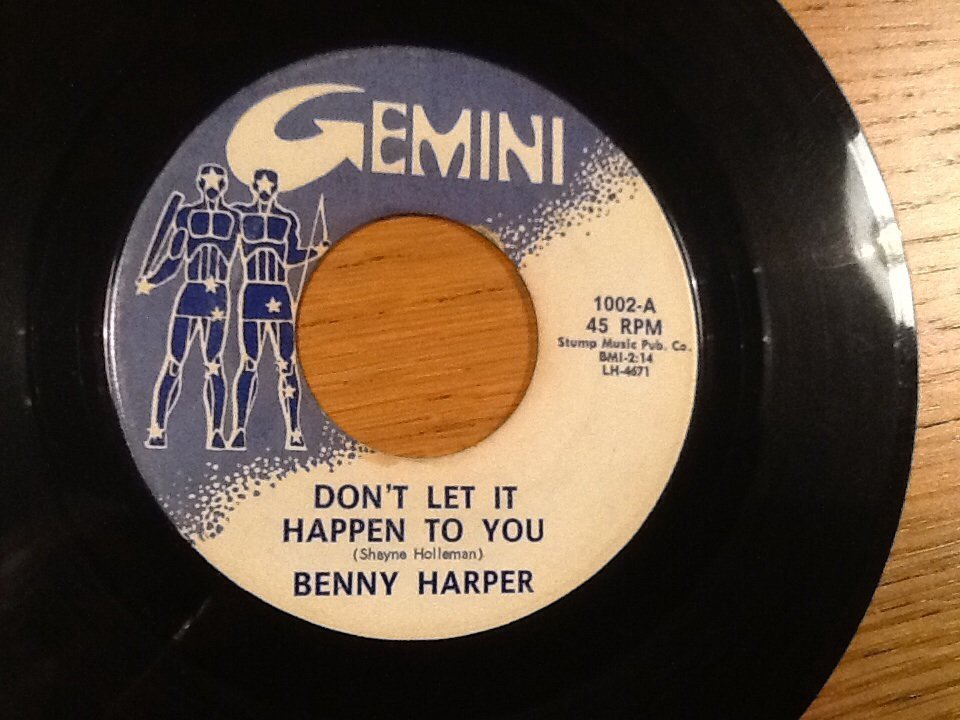 GEMINI
1002-A
45 RPM
Stump Music Pub. Co.
BMI-2:14
LH-4671
DON'T LET IT
HAPPEN TO YOU
(Shayne Holleman)
BENNY HARPER